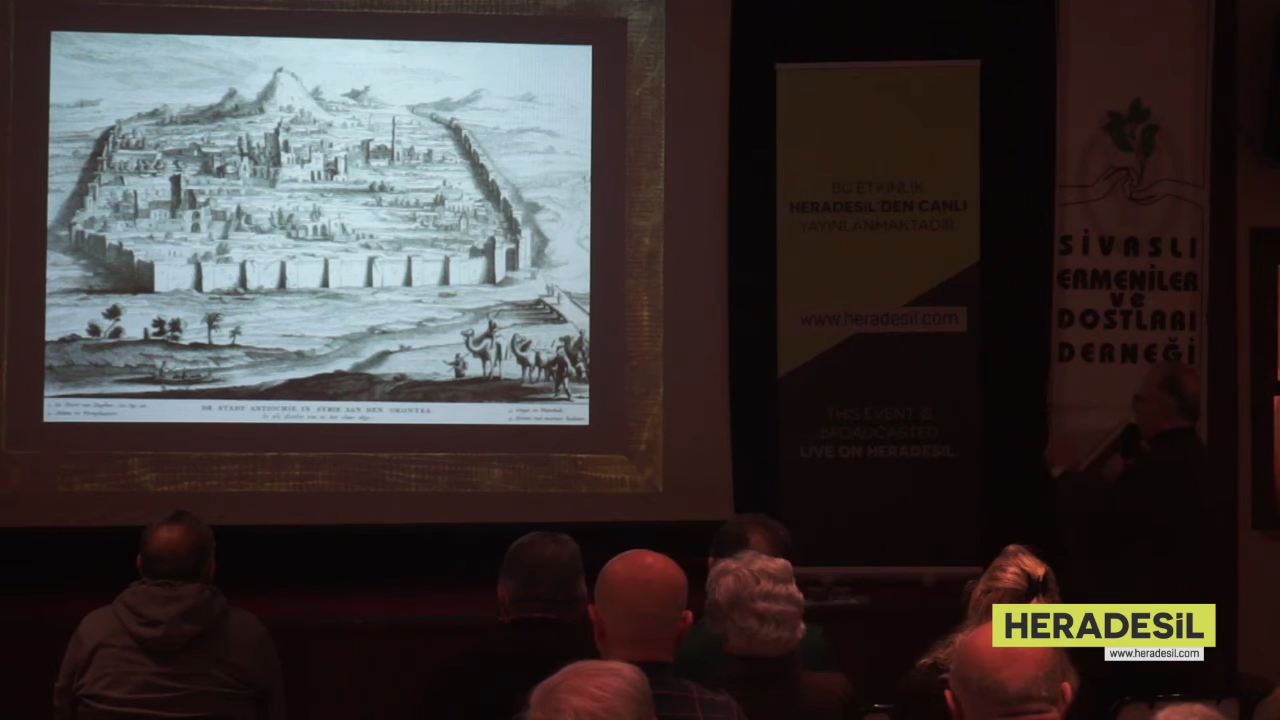 DE STADT ANTIOCHIE IN SYRIE AAN DEN ORONTES.
BU ETKİNLİK
HERADESİL'DEN CANLI
YAYINLANMAKTADIR
www.heradesil.com
THIS EVENT IS
BROADCASTED
LIVE ON HERADESİL
SİVASLI
ERMENİLER
ve
DOSTLARI
DERNEĞİ
HERADESiL
www.heradesil.com